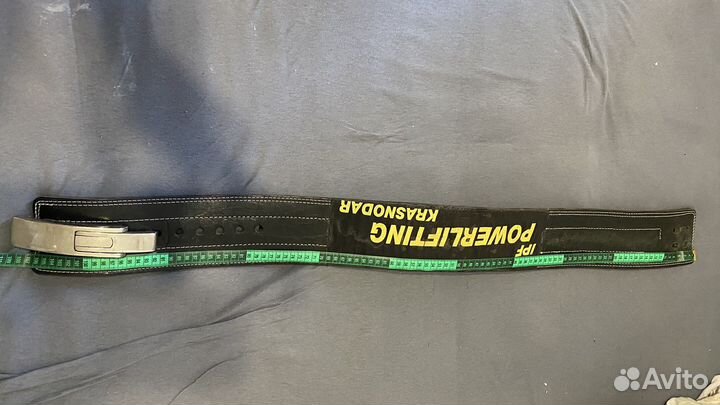 IPF
POWERLIFTING
KRASNODAR
Avito